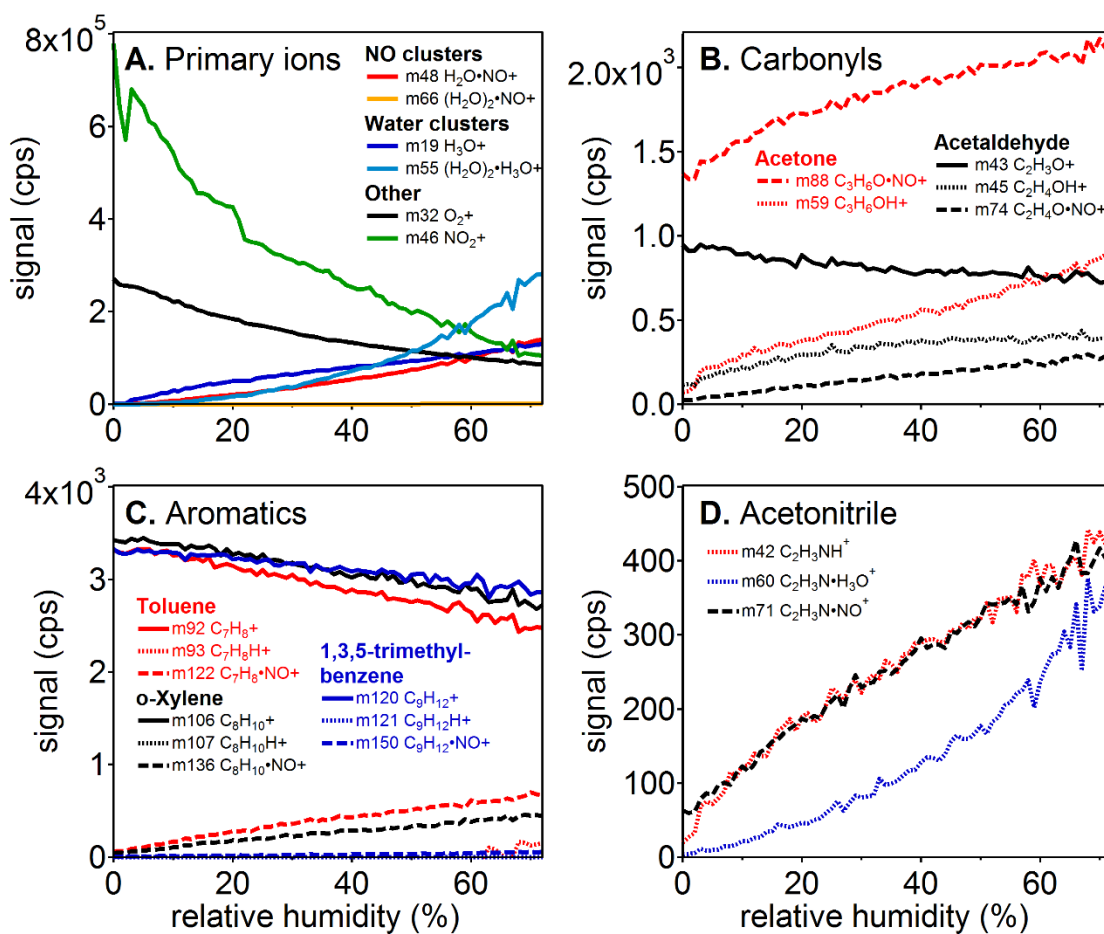 A. Primary ions
8x10⁵
6
4
2
0
signal (cps)
0 20 40 60
NO clusters
m48 H₂O•NO+
m66 (H₂O)₂•NO+
Water clusters
m19 H₃O+
m55 (H₂O)₂•H₃O+
Other
m32 O₂+
m46 NO₂+
B. Carbonyls
2.0x10³
1.5
1.0
0.5
0.0
signal (cps)
0 20 40 60
Acetone
m88 C₃H₆O•NO+
m59 C₃H₆OH+
Acetaldehyde
m43 C₂H₃O+
m45 C₂H₄OH+
m74 C₂H₄O•NO+
C. Aromatics
4x10³
3
2
1
0
signal (cps)
0 20 40 60
relative humidity (%)
Toluene
m92 C₇H₈+
m93 C₇H₈H+
m122 C₇H₈•NO+
o-Xylene
m106 C₈H₁₀+
m107 C₈H₁₀H+
m136 C₈H₁₀•NO+
1,3,5-trimethyl-
benzene
m120 C₉H₁₂+
m121 C₉H₁₂H+
m150 C₉H₁₂•NO+
D. Acetonitrile
500
400
300
200
100
0
signal (cps)
0 20 40 60
relative humidity (%)
m42 C₂H₃NH⁺
m60 C₂H₃N•H₃O⁺
m71 C₂H₃N•NO⁺